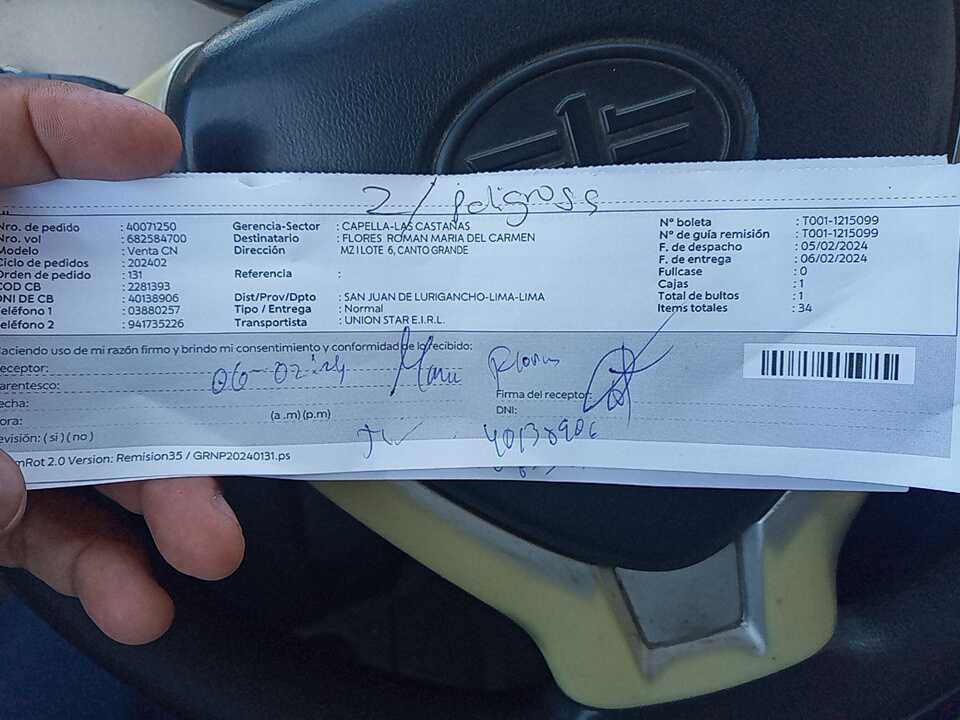 2/ peligrosa
Nro. de pedido : 40071250 Gerencia-Sector : CAPELLA-LAS CASTAÑAS N° boleta : T001-1215099
Nro. vol : 682584700 Destinatario : FLORES ROMAN MARIA DEL CARMEN N° de guía remisión : T001-1215099
Modelo : Venta CN Dirección MZ I LOTE 6, CANTO GRANDE F. de despacho : 05/02/2024
Ciclo de pedidos : 202402 F. de entrega : 06/02/2024
Orden de pedido : 131 Referencia : Fullcase : 0
COD CB : 2281393 Cajas : 1
DNI DE CB : 40138906 Dist/Prov/Dpto : SAN JUAN DE LURIGANCHO-LIMA-LIMA Total de bultos : 1
Teléfono 1 : 03880257 Tipo / Entrega : Normal Items totales : 34
Teléfono 2 : 941735226 Transportista : UNION STAR E.I.R.L.
Haciendo uso de mi razón firmo y brindo mi consentimiento y conformidad de lo recibido:
Receptor: Flores
Parentesco: 06-02-24
Fecha: Firma del receptor:
Hora: (a .m) (p.m) DNI: 40138906
Revisión: ( si ) ( no )
mRot 2.0 Version: Remision35 / GRNP20240131.ps